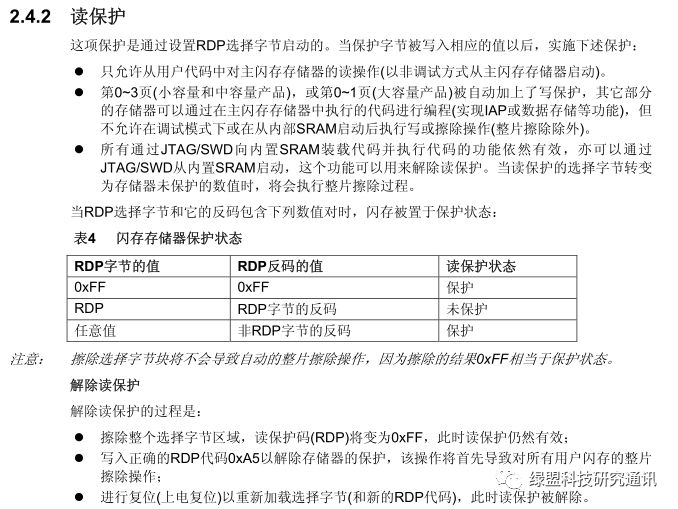 2.4.2 读保护
这项保护是通过设置RDP选择字节启动的。当保护字节被写入相应的值以后，实施下述保护：
● 只允许从用户代码中对主闪存存储器的读操作(以非调试方式从主闪存存储器启动)。
● 第0~3页(小容量和中容量产品)，或第0~1页(大容量产品)被自动加上了写保护，其它部分
的存储器可以通过在主闪存存储器中执行的代码进行编程(实现IAP或数据存储等功能)，但
不允许在调试模式下或在从内部SRAM启动后执行写或擦除操作(整片擦除除外)。
● 所有通过JTAG/SWD向内置SRAM装载代码并执行代码的功能依然有效，亦可以通过
JTAG/SWD从内置SRAM启动，这个功能可以用来解除读保护。当读保护的选择字节转变
为存储器未保护的数值时，将会执行整片擦除过程。
当RDP选择字节和它的反码包含下列数值对时，闪存被置于保护状态：
表4 闪存存储器保护状态
RDP字节的值 RDP反码的值 读保护状态
0xFF 0xFF 保护
RDP RDP字节的反码 未保护
任意值 非RDP字节的反码 保护
注意： 擦除选择字节块将不会导致自动的整片擦除操作，因为擦除的结果0xFF相当于保护状态。
解除读保护
解除读保护的过程是：
● 擦除整个选择字节区域，读保护码(RDP)将变为0xFF，此时读保护仍然有效；
● 写入正确的RDP代码0xA5以解除存储器的保护，该操作将首先导致对所有用户闪存的整片
擦除操作；
● 进行复位(上电复位)以重新加载选择字节(和新的RDP代码)，此时读保护被解除。
绿盟科技研究通讯